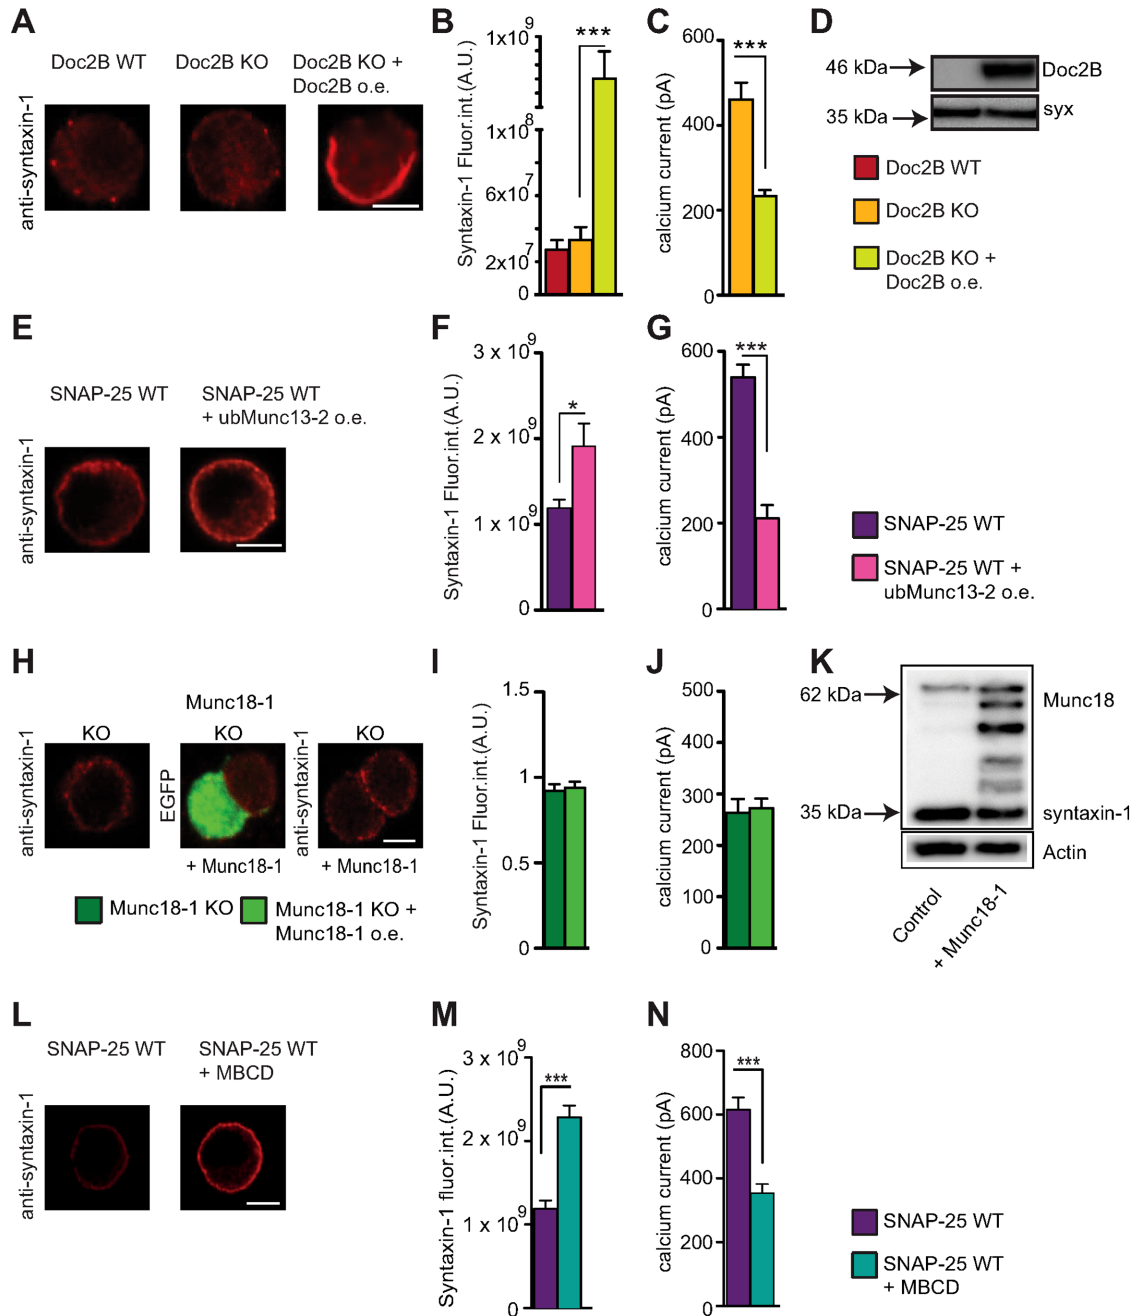 A
Doc2B WT
Doc2B KO
Doc2B KO +
Doc2B o.e.
anti-syntaxin-1
B
Syntaxin-1 Fluor.int.(A.U.)
1x10^9
1x10^8
6x10^7
2x10^7
0
***
C
calcium current (pA)
600
400
200
0
***
D
46 kDa
Doc2B
35 kDa
syx
Doc2B WT
Doc2B KO
Doc2B KO +
Doc2B o.e.
E
SNAP-25 WT
SNAP-25 WT
+ ubMunc13-2 o.e.
anti-syntaxin-1
F
Syntaxin-1 Fluor.int.(A.U.)
3 x 10^9
2 x 10^9
1 x 10^9
0
*
G
calcium current (pA)
600
400
200
0
***
SNAP-25 WT
SNAP-25 WT +
ubMunc13-2 o.e.
H
Munc18-1
KO
KO
KO
anti-syntaxin-1
EGFP
anti-syntaxin-1
+ Munc18-1
+ Munc18-1
Munc18-1 KO
Munc18-1 KO +
Munc18-1 o.e.
I
Syntaxin-1 Fluor.int.(A.U.)
1.5
1
0.5
0
J
calcium current (pA)
500
400
300
200
100
0
K
62 kDa
Munc18
35 kDa
syntaxin-1
Actin
Control
+ Munc18-1
L
SNAP-25 WT
SNAP-25 WT
+ MBCD
anti-syntaxin-1
M
Syntaxin-1 fluor.int.(A.U.)
3 x 10^9
2 x 10^9
1 x 10^9
0
***
N
calcium current (pA)
800
600
400
200
0
***
SNAP-25 WT
SNAP-25 WT
+ MBCD